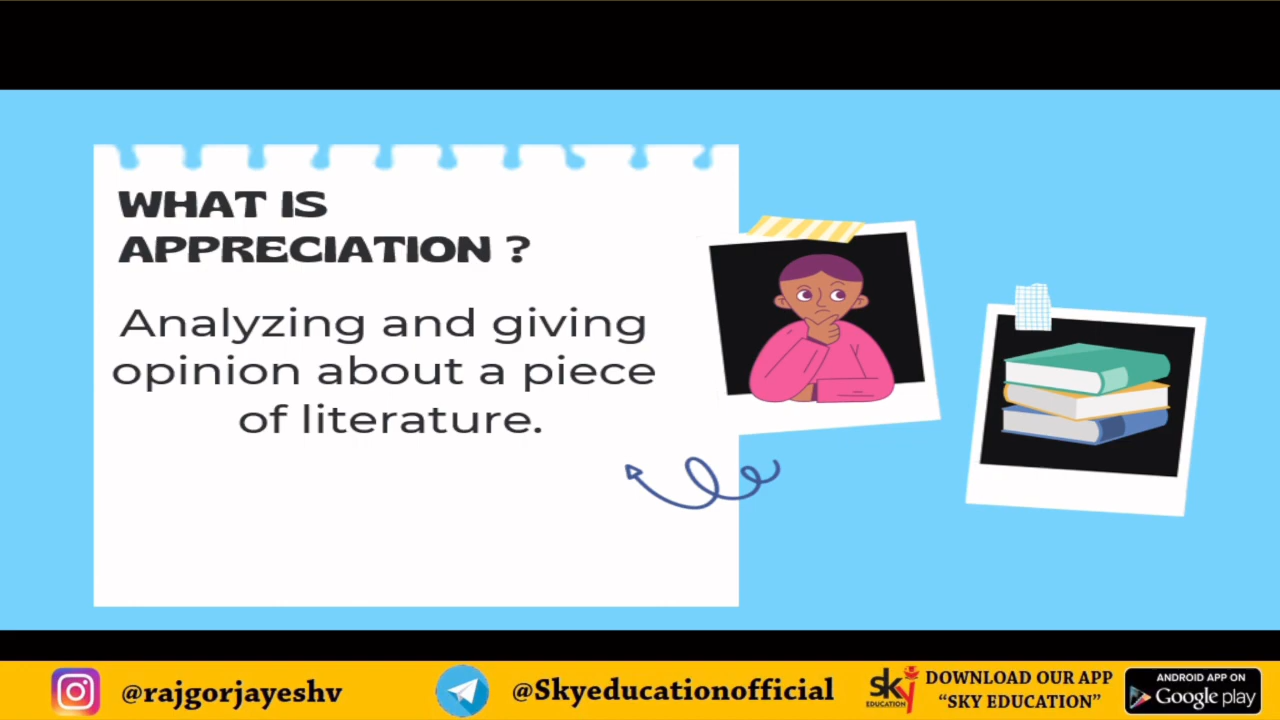 WHAT IS
APPRECIATION ?
Analyzing and giving
opinion about a piece
of literature.
@rajgorjayeshv
@Skyeducationofficial
sky
EDUCATION
DOWNLOAD OUR APP
“SKY EDUCATION”
ANDROID APP ON
Google play